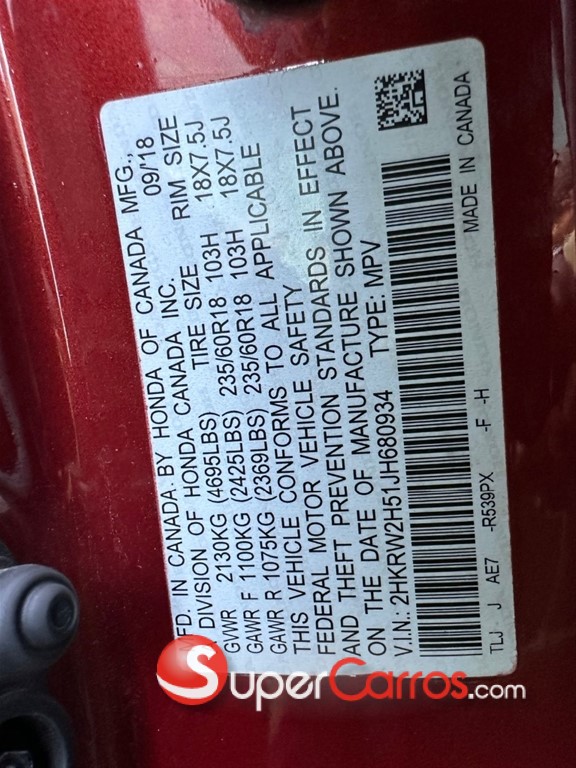 MFD. IN CANADA BY HONDA OF CANADA MFG.,
A DIVISION OF HONDA CANADA INC. 09/18
TIRE SIZE RIM SIZE
GVWR 2130KG (4695LBS) 235/60R18 103H 18X7.5J
GAWR F 1100KG (2425LBS) 235/60R18 103H 18X7.5J
GAWR R 1075KG (2369LBS)
THIS VEHICLE CONFORMS TO ALL APPLICABLE
FEDERAL MOTOR VEHICLE SAFETY
AND THEFT PREVENTION STANDARDS IN EFFECT
ON THE DATE OF MANUFACTURE SHOWN ABOVE.
V.I.N.: 2HKRW2H51JH680934 TYPE: MPV
TLJ J AE7 -R539PX -F -H MADE IN CANADA
SuperCarros.com